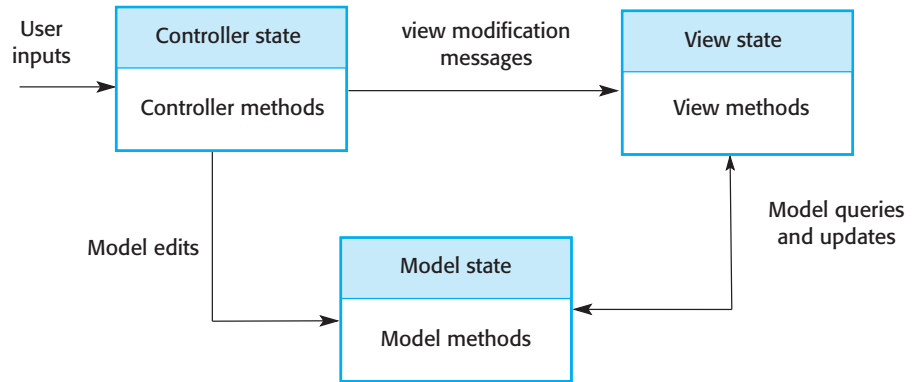 User
inputs
Controller state
Controller methods
view modification
messages
View state
View methods
Model edits
Model state
Model methods
Model queries
and updates